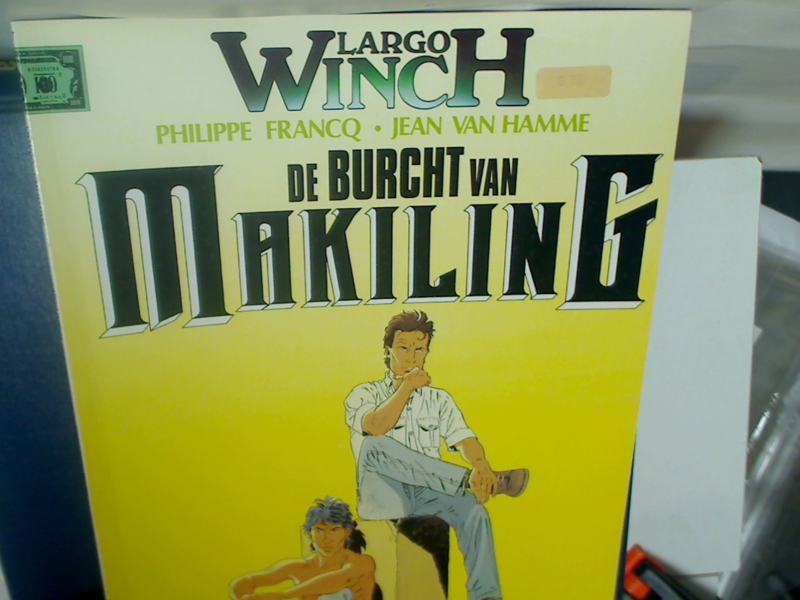 LARGO
WINCH
PHILIPPE FRANCQ • JEAN VAN HAMME
DE BURCHT VAN
MAKILING